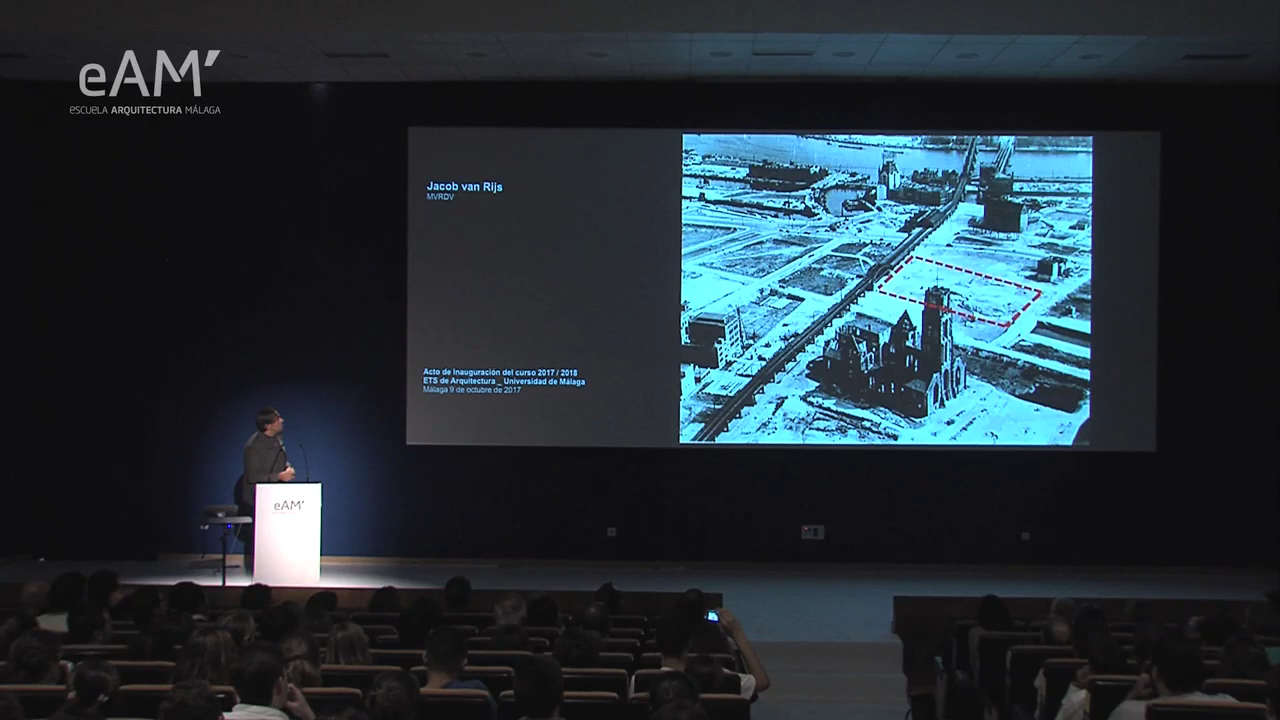 eAM'
ESCUELA ARQUITECTURA MÁLAGA
Jacob van Rijs
MVRDV
Acto de Inauguración del curso 2017 / 2018
ETS de Arquitectura _ Universidad de Málaga
Málaga 9 de octubre de 2017
eAM'